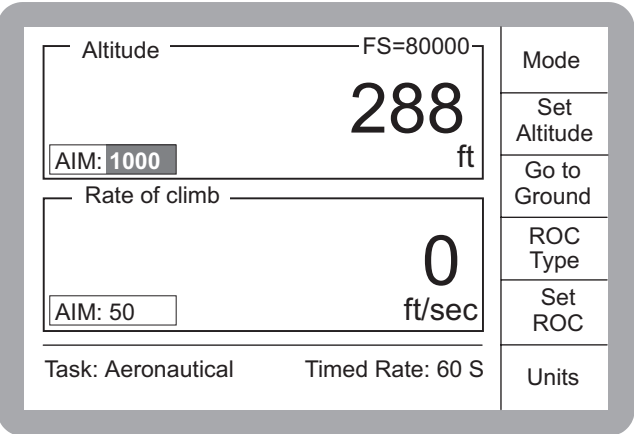 Altitude FS=80000
288
ft
AIM: 1000
Rate of climb
0
ft/sec
AIM: 50
Task: Aeronautical Timed Rate: 60 S
Mode
Set
Altitude
Go to
Ground
ROC
Type
Set
ROC
Units